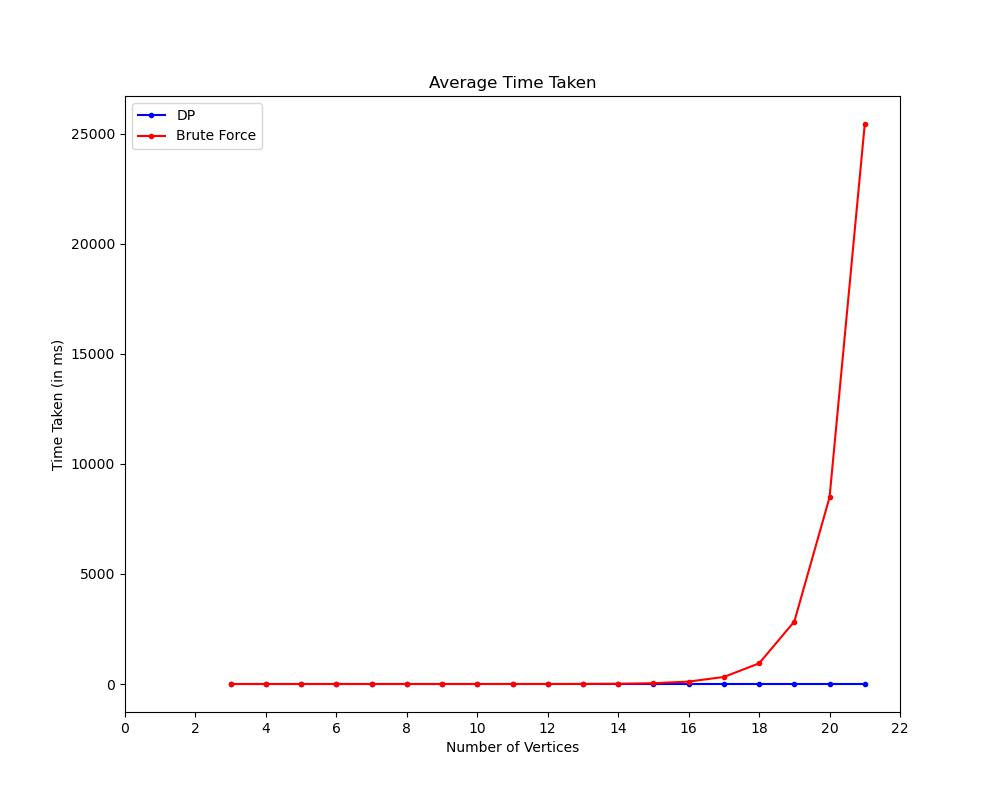 Average Time Taken
DP
Brute Force
25000
20000
15000
10000
5000
0
Time Taken (in ms)
0 2 4 6 8 10 12 14 16 18 20 22
Number of Vertices